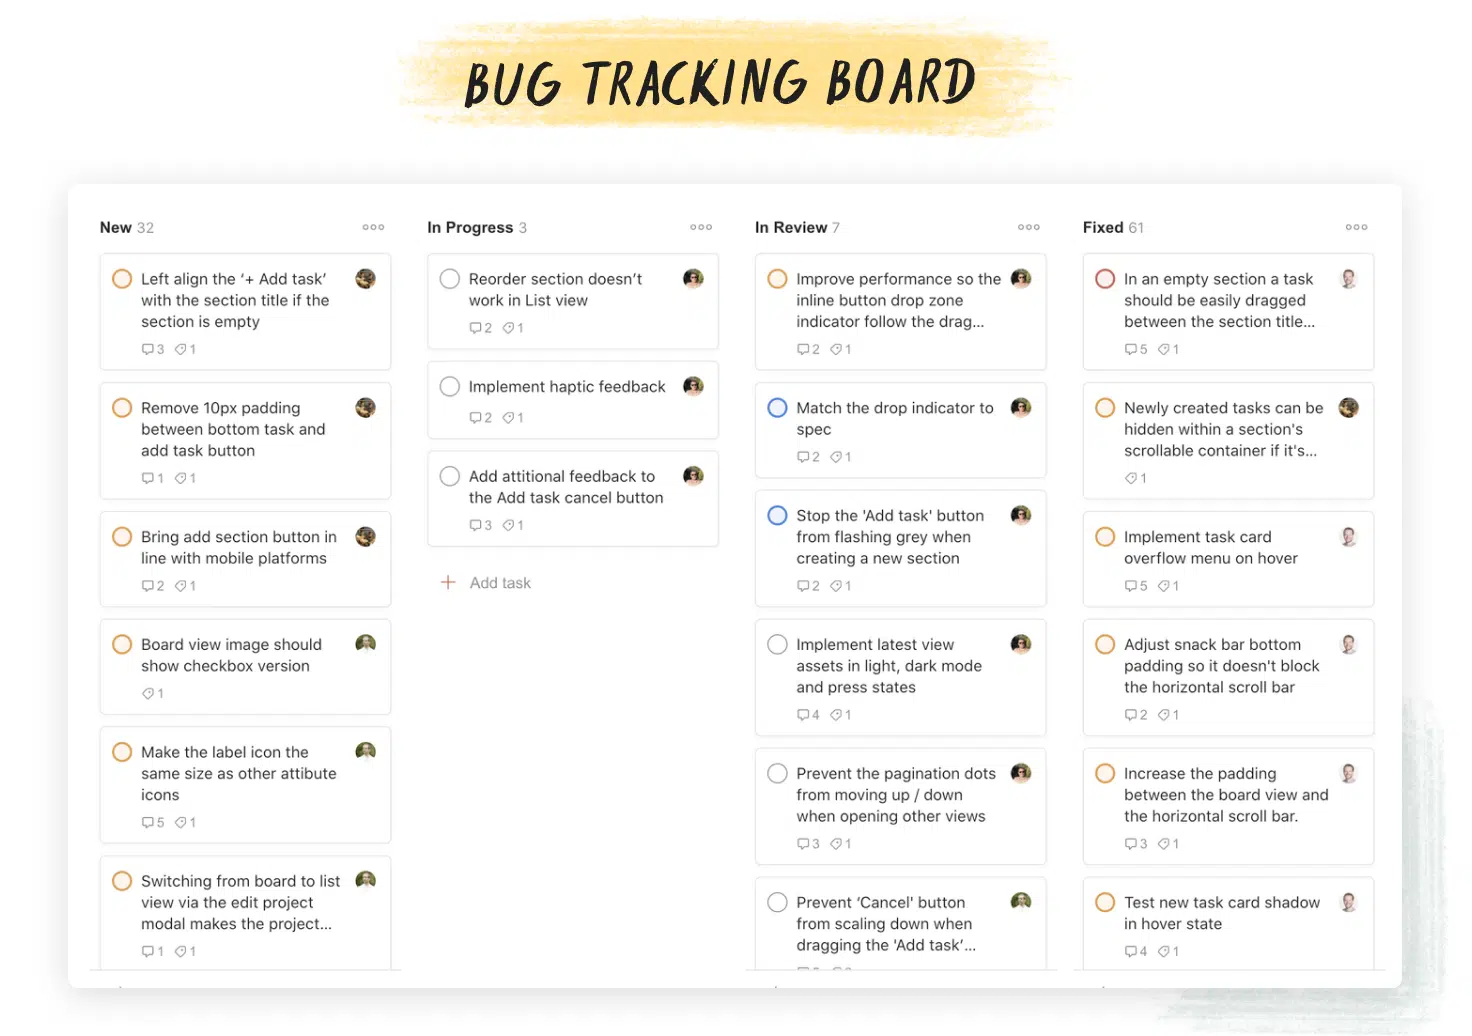 BUG TRACKING BOARD
New 32
Left align the ‘+ Add task’
with the section title if the
section is empty
3 1
Remove 10px padding
between bottom task and
add task button
1 1
Bring add section button in
line with mobile platforms
2 1
Board view image should
show checkbox version
1
Make the label icon the
same size as other attibute
icons
5 1
Switching from board to list
view via the edit project
modal makes the project...
1 1
In Progress 3
Reorder section doesn’t
work in List view
2 1
Implement haptic feedback
2 1
Add attitional feedback to
the Add task cancel button
3 1
+ Add task
In Review 7
Improve performance so the
inline button drop zone
indicator follow the drag...
2 1
Match the drop indicator to
spec
2 1
Stop the 'Add task' button
from flashing grey when
creating a new section
2 1
Implement latest view
assets in light, dark mode
and press states
4 1
Prevent the pagination dots
from moving up / down
when opening other views
3 1
Prevent ‘Cancel' button
from scaling down when
dragging the 'Add task’...
Fixed 61
In an empty section a task
should be easily dragged
between the section title...
5 1
Newly created tasks can be
hidden within a section's
scrollable container if it's...
1
Implement task card
overflow menu on hover
5 1
Adjust snack bar bottom
padding so it doesn't block
the horizontal scroll bar
2 1
Increase the padding
between the board view and
the horizontal scroll bar.
3 1
Test new task card shadow
in hover state
4 1